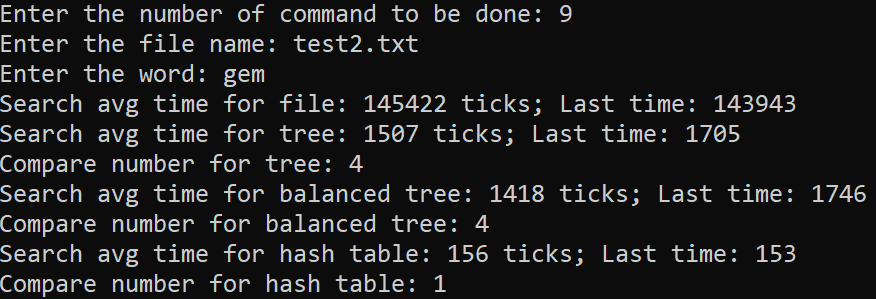 Enter the number of command to be done: 9
Enter the file name: test2.txt
Enter the word: gem
Search avg time for file: 145422 ticks; Last time: 143943
Search avg time for tree: 1507 ticks; Last time: 1705
Compare number for tree: 4
Search avg time for balanced tree: 1418 ticks; Last time: 1746
Compare number for balanced tree: 4
Search avg time for hash table: 156 ticks; Last time: 153
Compare number for hash table: 1